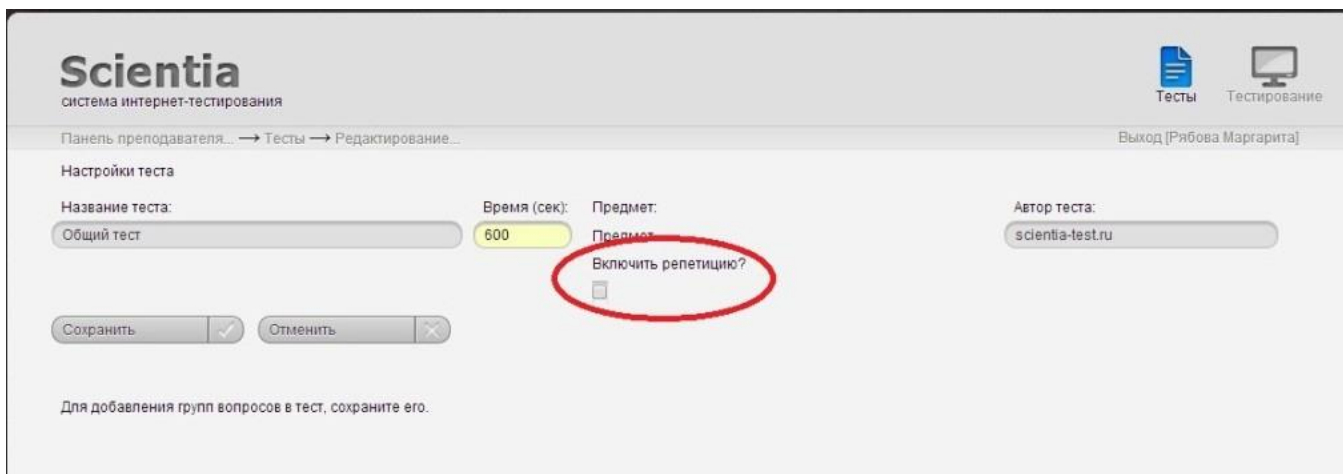 Scientia
система интернет-тестирования
Тесты Тестирование
Панель преподавателя... → Тесты → Редактирование...
Выход [Рябова Маргарита]
Настройки теста
Название теста: Время (сек): Предмет: Автор теста:
Общий тест 600 Предмет scientia-test.ru
Включить репетицию?
Сохранить Отменить
Для добавления групп вопросов в тест, сохраните его.